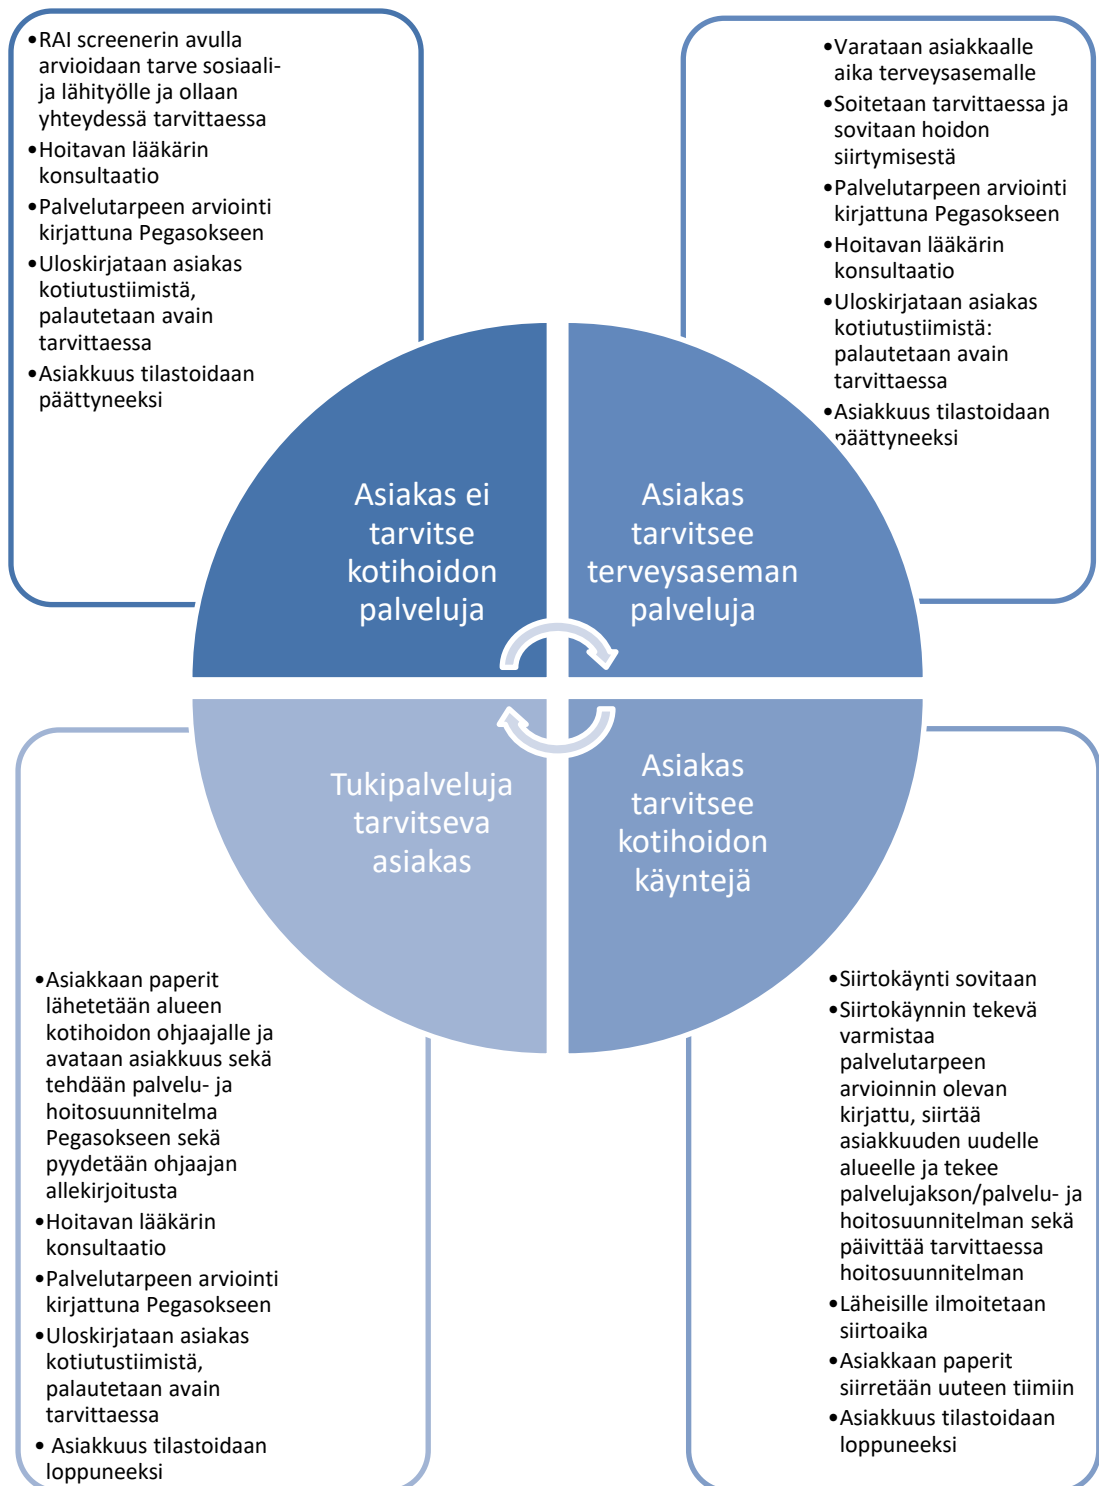 •RAI screenerin avulla
arvioidaan tarve sosiaali-
ja lähityölle ja ollaan
yhteydessä tarvittaessa
•Hoitavan lääkärin
konsultaatio
•Palvelutarpeen arviointi
kirjattuna Pegasokseen
•Uloskirjataan asiakas
kotiutustiimistä,
palautetaan avain
tarvittaessa
•Asiakkuus tilastoidaan
päättyneeksi
•Varataan asiakkaalle
aika terveysasemalle
•Soitetaan tarvittaessa ja
sovitaan hoidon
siirtymisestä
•Palvelutarpeen arviointi
kirjattuna Pegasokseen
•Hoitavan lääkärin
konsultaatio
•Uloskirjataan asiakas
kotiutustiimistä:
palautetaan avain
tarvittaessa
•Asiakkuus tilastoidaan
päättyneeksi
Asiakas ei
tarvitse
kotihoidon
palveluja
Asiakas
tarvitsee
terveysaseman
palveluja
Tukipalveluja
tarvitseva
asiakas
Asiakas
tarvitsee
kotihoidon
käyntejä
•Asiakkaan paperit
lähetetään alueen
kotihoidon ohjaajalle ja
avataan asiakkuus sekä
tehdään palvelu- ja
hoitosuunnitelma
Pegasokseen sekä
pyydetään ohjaajan
allekirjoitusta
•Hoitavan lääkärin
konsultaatio
•Palvelutarpeen arviointi
kirjattuna Pegasokseen
•Uloskirjataan asiakas
kotiutustiimistä,
palautetaan avain
tarvittaessa
• Asiakkuus tilastoidaan
loppuneeksi
•Siirtokäynti sovitaan
•Siirtokäynnin tekevä
varmistaa
palvelutarpeen
arvioinnin olevan
kirjattu, siirtää
asiakkuuden uudelle
alueelle ja tekee
palvelujakson/palvelu- ja
hoitosuunnitelman sekä
päivittää tarvittaessa
hoitosuunnitelman
•Läheisille ilmoitetaan
siirtoaika
•Asiakkaan paperit
siirretään uuteen tiimiin
•Asiakkuus tilastoidaan
loppuneeksi